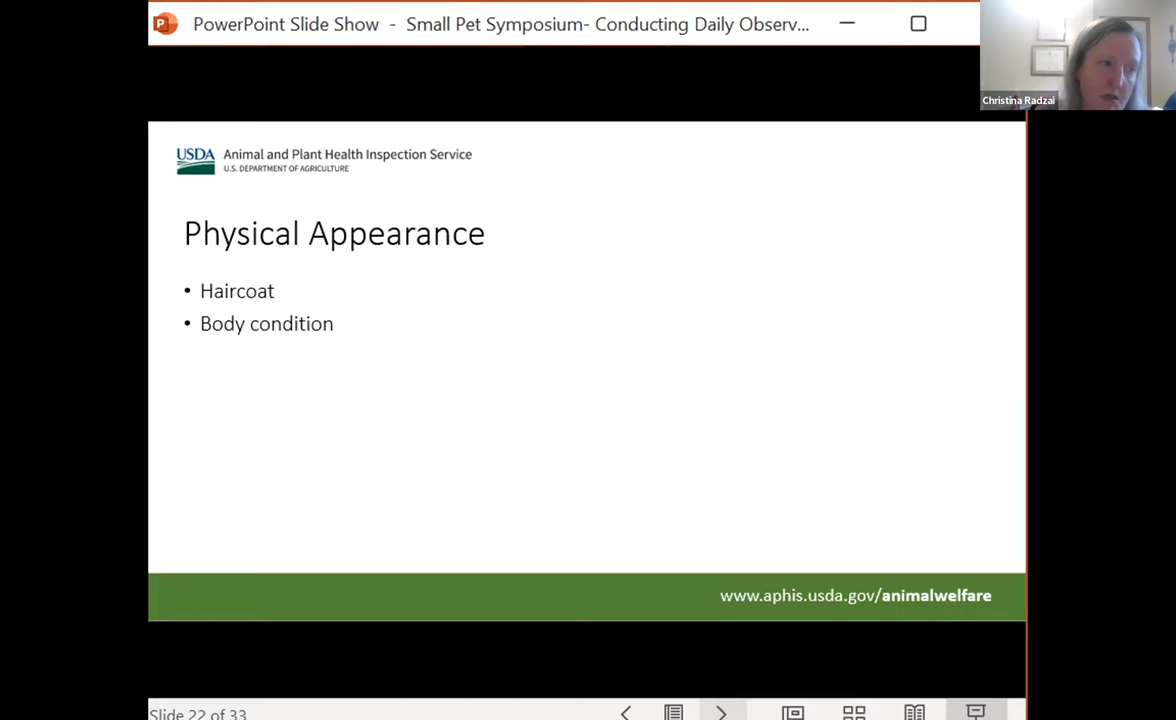 PowerPoint Slide Show - Small Pet Symposium- Conducting Daily Observ...
Christina Radzai
USDA Animal and Plant Health Inspection Service
U.S. DEPARTMENT OF AGRICULTURE
Physical Appearance
• Haircoat
• Body condition
www.aphis.usda.gov/animalwelfare
Slide 22 of 33